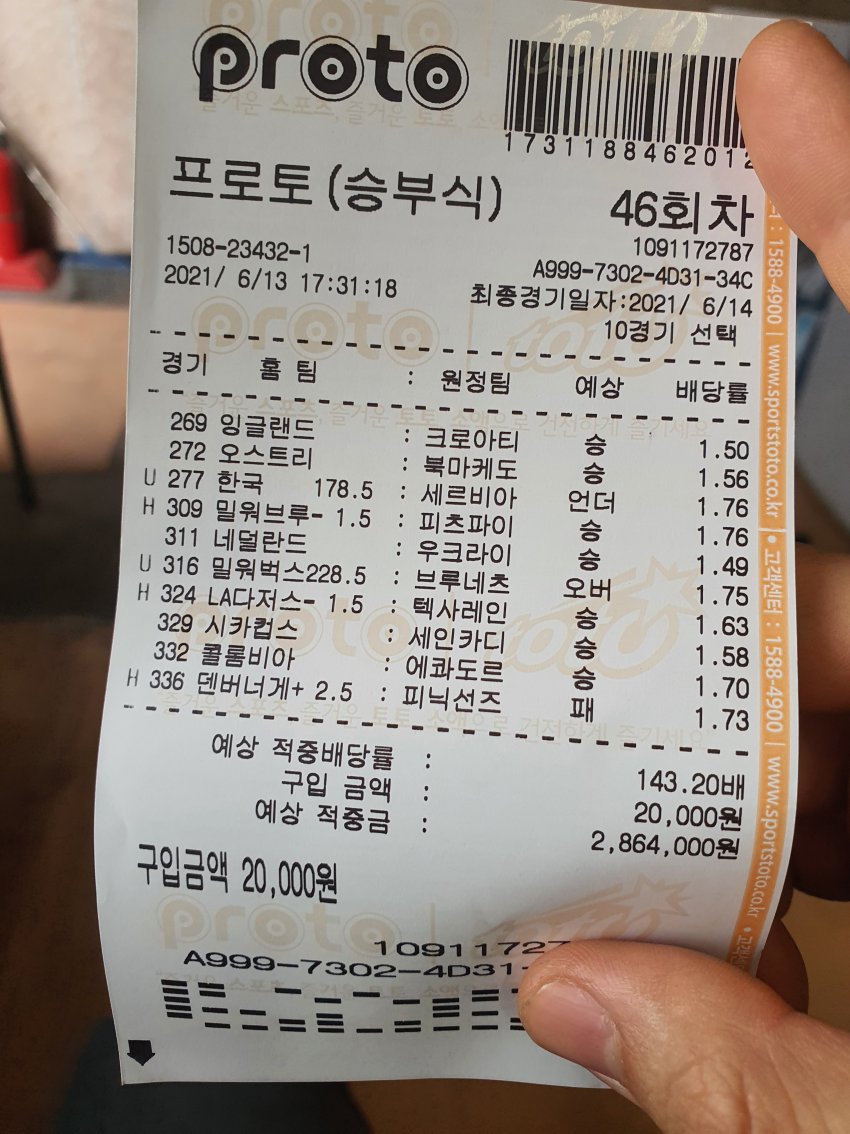 proto
1731188462012
프로토(승부식) 46회차
1091172787
1508-23432-1 A999-7302-4D31-34C
2021/ 6/13 17:31:18 최종경기일자:2021/ 6/14
10경기 선택
경기 홈팀 : 원정팀 예상 배당률
269 잉글랜드 : 크로아티 승 1.50
272 오스트리 : 북마케도 승 1.56
U 277 한국 178.5 : 세르비아 언더 1.76
H 309 밀워브루- 1.5 : 피츠파이 승 1.76
311 네덜란드 : 우크라이 승 1.49
U 316 밀워벅스228.5 : 브루네츠 오버 1.75
H 324 LA다저스- 1.5 : 텍사레인 승 1.63
329 시카컵스 : 세인카디 승 1.58
332 콜롬비아 : 에콰도르 승 1.70
H 336 덴버너게+ 2.5 : 피닉선즈 패 1.73
예상 적중배당률 : 143.20배
구입 금액 : 20,000원
예상 적중금 : 2,864,000원
구입금액 20,000원
10911727
A999-7302-4D31-
: 1588-4900 | www.sportstoto.co.kr • 고객센터 : 1588-4900 | www.sportstoto.co.kr • 고객